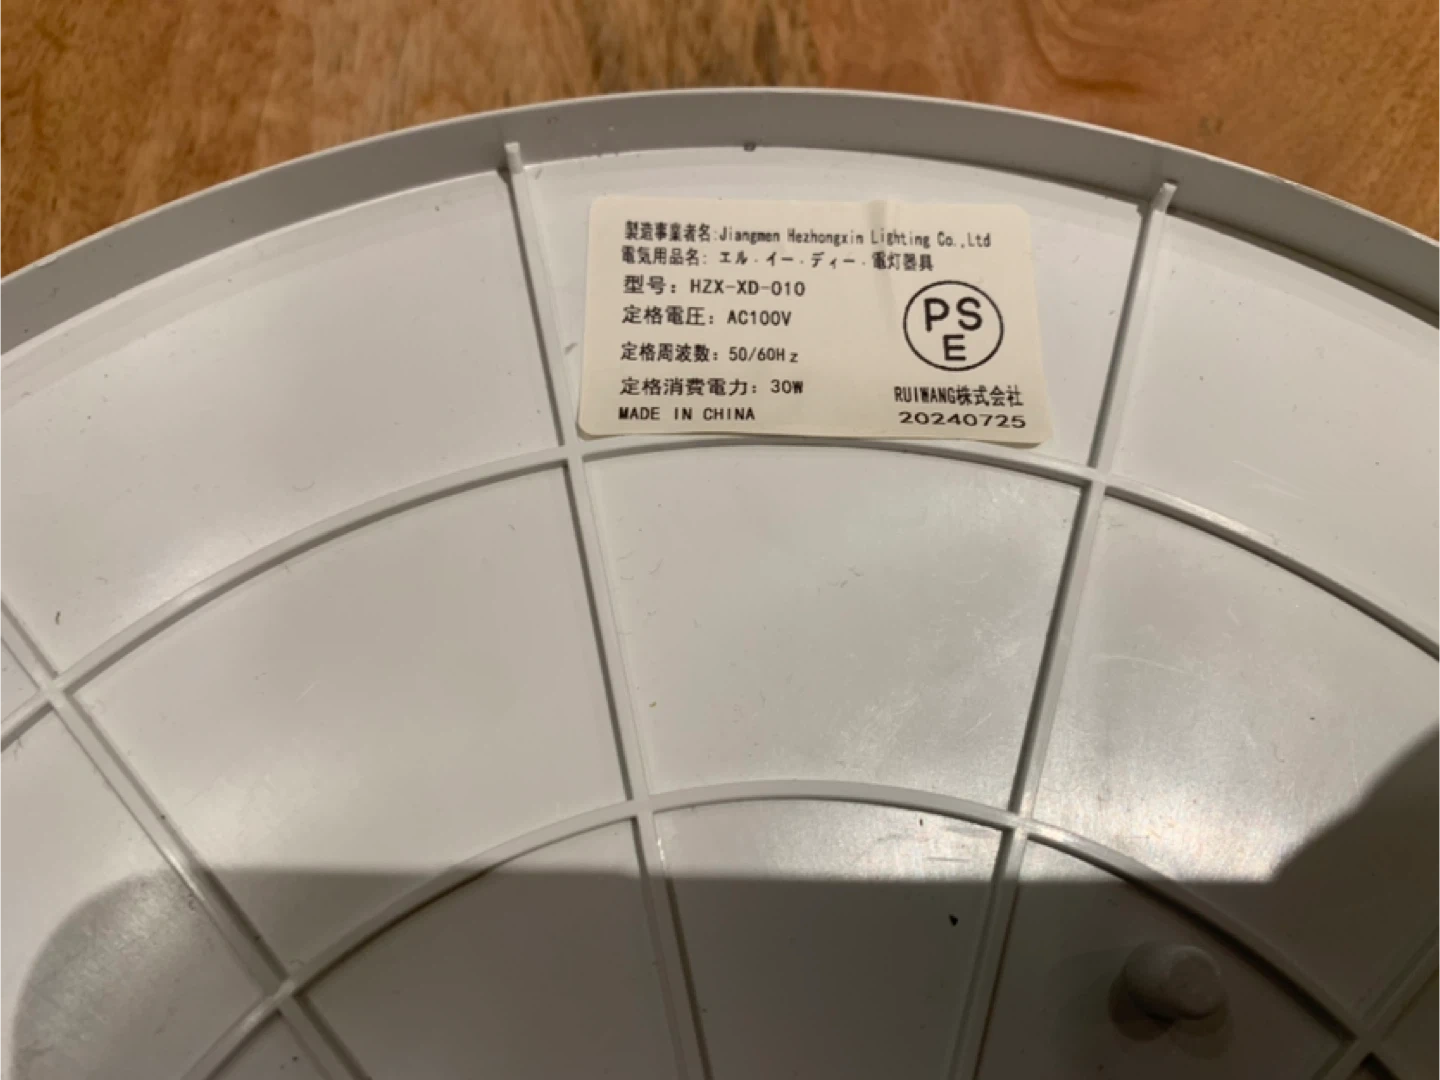 製造事業者名:Jiangmen Hezhongxin Lighting Co.,Ltd
電気用品名: エル・イー・ディー・電灯器具
型号: HZX-XD-010
定格電圧: AC100V
定格周波数: 50/60Hz
定格消費電力: 30W
MADE IN CHINA
PS
E
RUIWANG株式会社
20240725